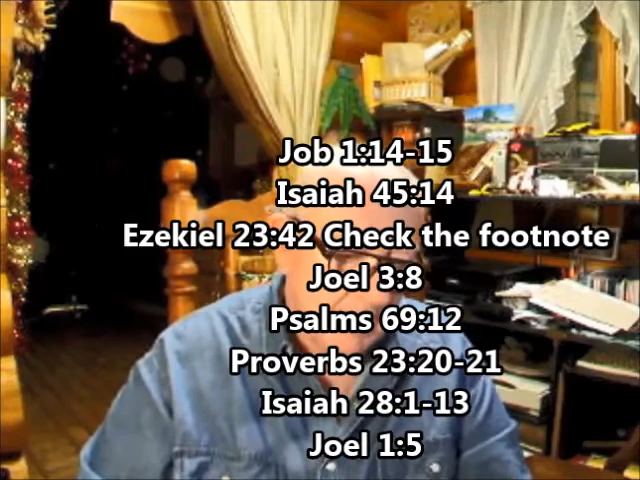 Job 1:14-15
Isaiah 45:14
Ezekiel 23:42 Check the footnote
Joel 3:8
Psalms 69:12
Proverbs 23:20-21
Isaiah 28:1-13
Joel 1:5